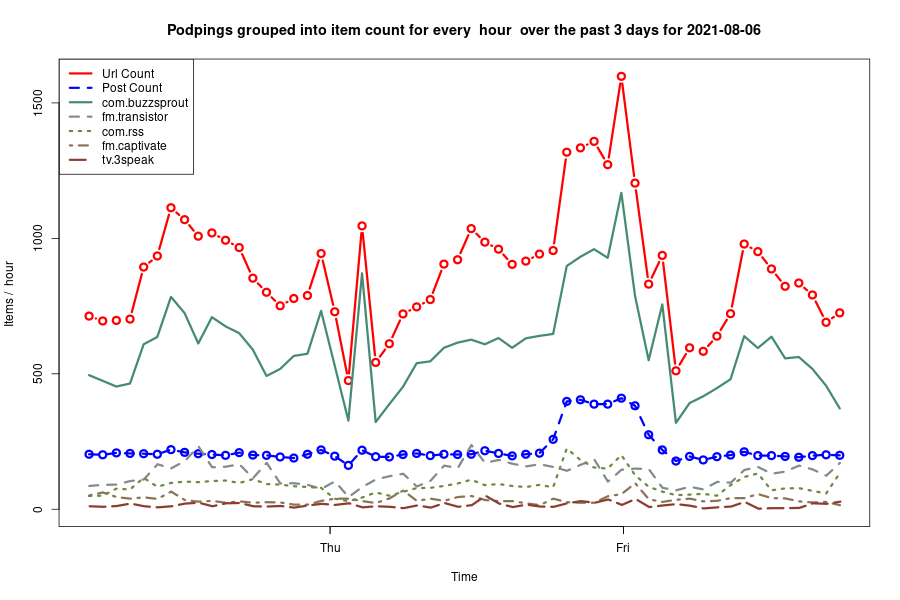 Podpings grouped into item count for every  hour  over the past 3 days for 2021-08-06
Url Count
Post Count
com.buzzsprout
fm.transistor
com.rss
fm.captivate
tv.3speak
1500
1000
500
0
Items / hour
Thu
Fri
Time